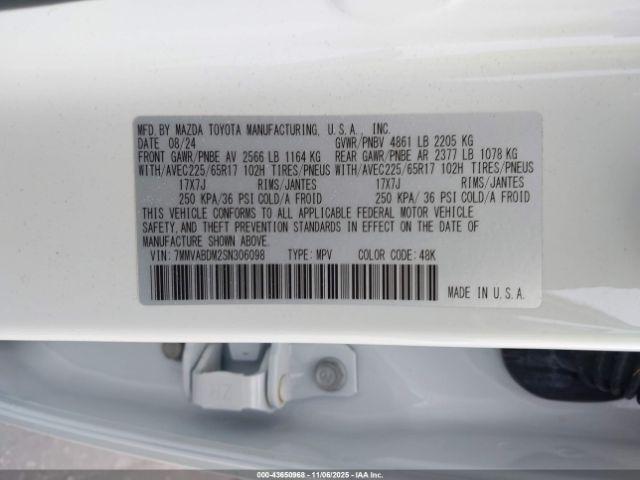 MFD.BY MAZDA TOYOTA MANUFACTURING, U.S.A., INC.
DATE 08/24 GVWR/PNBV 4861 LB 2205 KG
FRONT GAWR/PNBE AV 2566 LB 1164 KG REAR GAWR/PNBE AR 2377 LB 1078 KG
WITH/AVEC225/65R17 102H TIRES/PNEUS WITH/AVEC225/65R17 102H TIRES/PNEUS
17X7J RIMS/JANTES 17X7J RIMS/JANTES
250 KPA/36 PSI COLD/A FROID 250 KPA/ 36 PSI COLD/A FROID
THIS VEHICLE CONFORMS TO ALL APPLICABLE FEDERAL MOTOR VEHICLE
SAFETY, AND THEFT PREVENTION STANDARDS IN EFFECT ON THE DATE OF
MANUFACTURE SHOWN ABOVE.
VIN: 7MMVABDM2SN306098 TYPE: MPV COLOR CODE: 48K
MADE IN U.S.A.
000-43650968 - 11/06/2025 - IAAI.COM